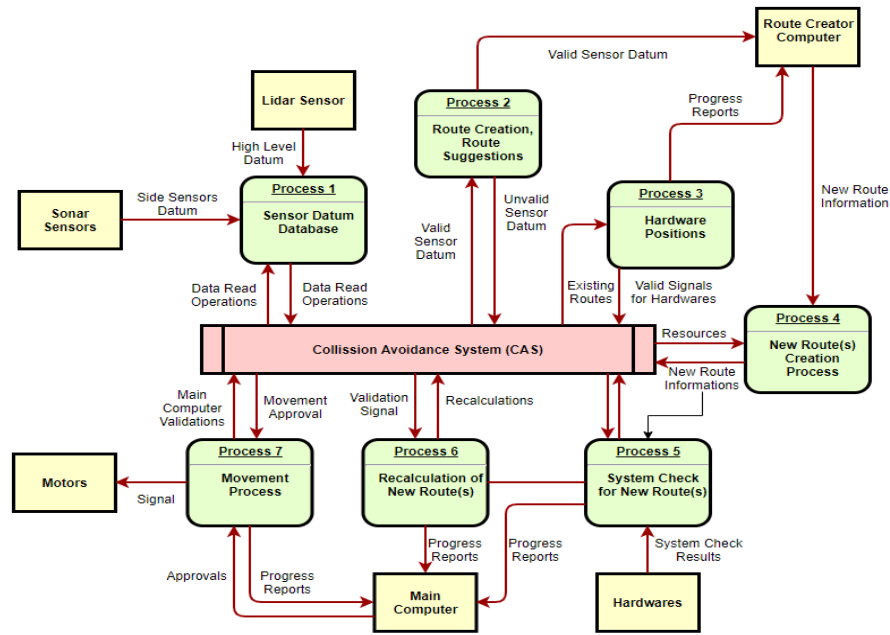 Route Creator
Computer
Valid Sensor Datum
Lidar Sensor
Process 2
Route Creation,
Route
Suggestions
Progress
Reports
High Level
Datum
Process 1
Sensor Datum
Database
Side Sensors
Datum
Sonar
Sensors
Process 3
Hardware
Positions
New Route
Information
Valid
Sensor
Datum
Unvalid
Sensor
Datum
Data Read
Operations
Data Read
Operations
Existing
Routes
Valid Signals
for Hardwares
Process 4
New Route(s)
Creation
Process
Resources
Collission Avoidance System (CAS)
New Route
Informations
Main
Computer
Validations
Movement
Approval
Validation
Signal
Recalculations
Process 7
Movement
Process
Process 6
Recalculation of
New Route(s)
Process 5
System Check
for New Route(s)
Motors
Signal
Approvals
Progress
Reports
Progress
Reports
Progress
Reports
System Check
Results
Main
Computer
Hardwares